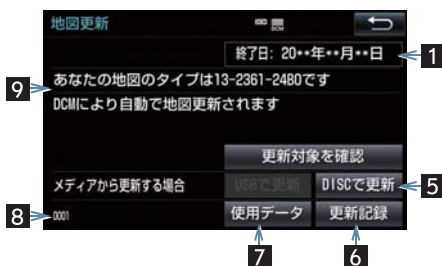 地図更新
DCM
終了日: 20••年••月••日
1
9
あなたの地図のタイプは13-2361-24B0です
DCMにより自動で地図更新されます
更新対象を確認
メディアから更新する場合
USBで更新
DISCで更新
5
8
0001
使用データ
更新記録
7
6